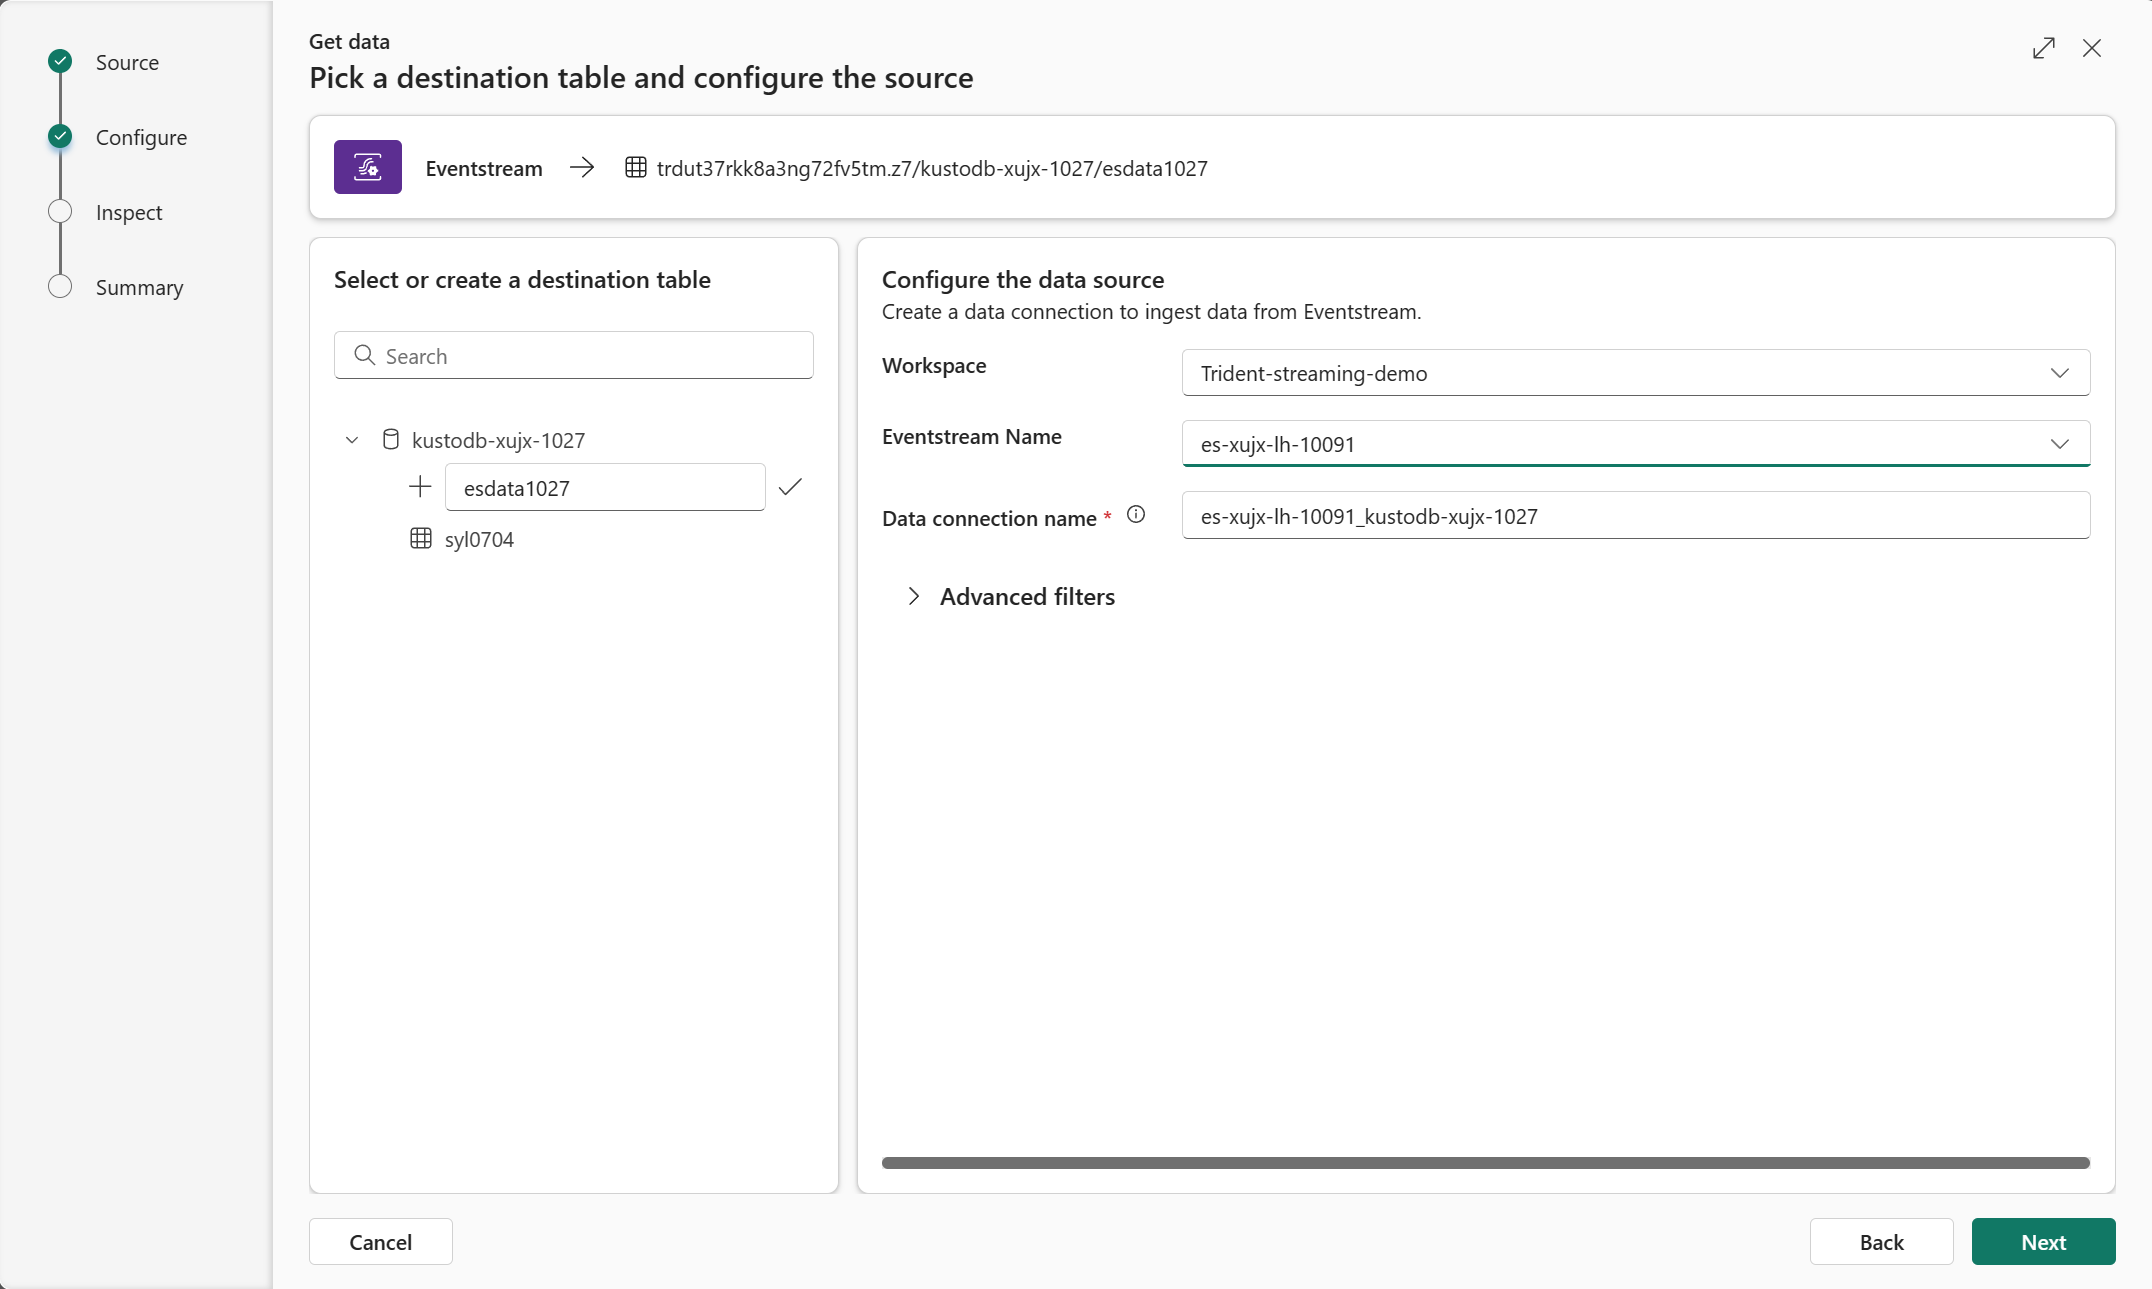 Source
Configure
Inspect
Summary
Get data
Pick a destination table and configure the source
Eventstream
trdut37rkk8a3ng72fv5tm.z7/kustodb-xujx-1027/esdata1027
Select or create a destination table
Search
kustodb-xujx-1027
esdata1027
syl0704
Configure the data source
Create a data connection to ingest data from Eventstream.
Workspace
Trident-streaming-demo
Eventstream Name
es-xujx-lh-10091
Data connection name *
es-xujx-lh-10091_kustodb-xujx-1027
Advanced filters
Cancel
Back
Next